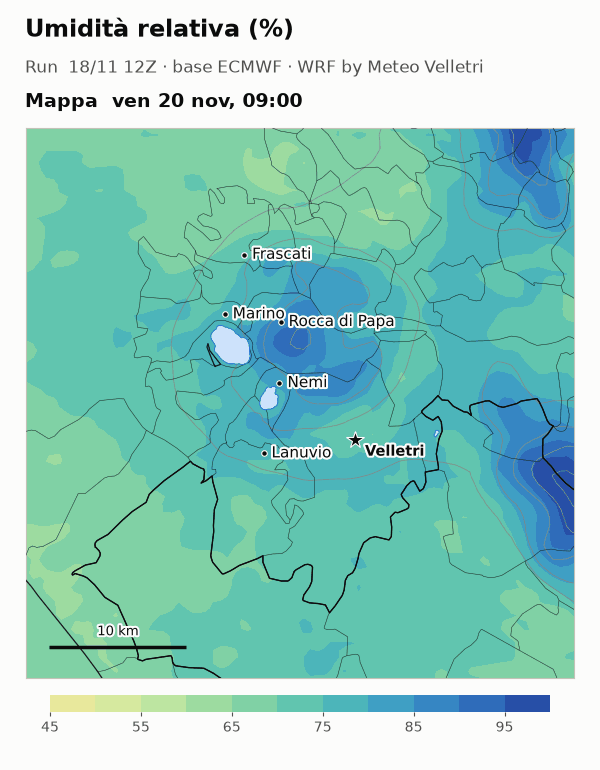 Umidità relativa (%)
Run  18/11 12Z · base ECMWF · WRF by Meteo Velletri
Mappa  ven 20 nov, 09:00
Frascati
Marino
Rocca di Papa
Nemi
Velletri
Lanuvio
10 km
45 55 65 75 85 95